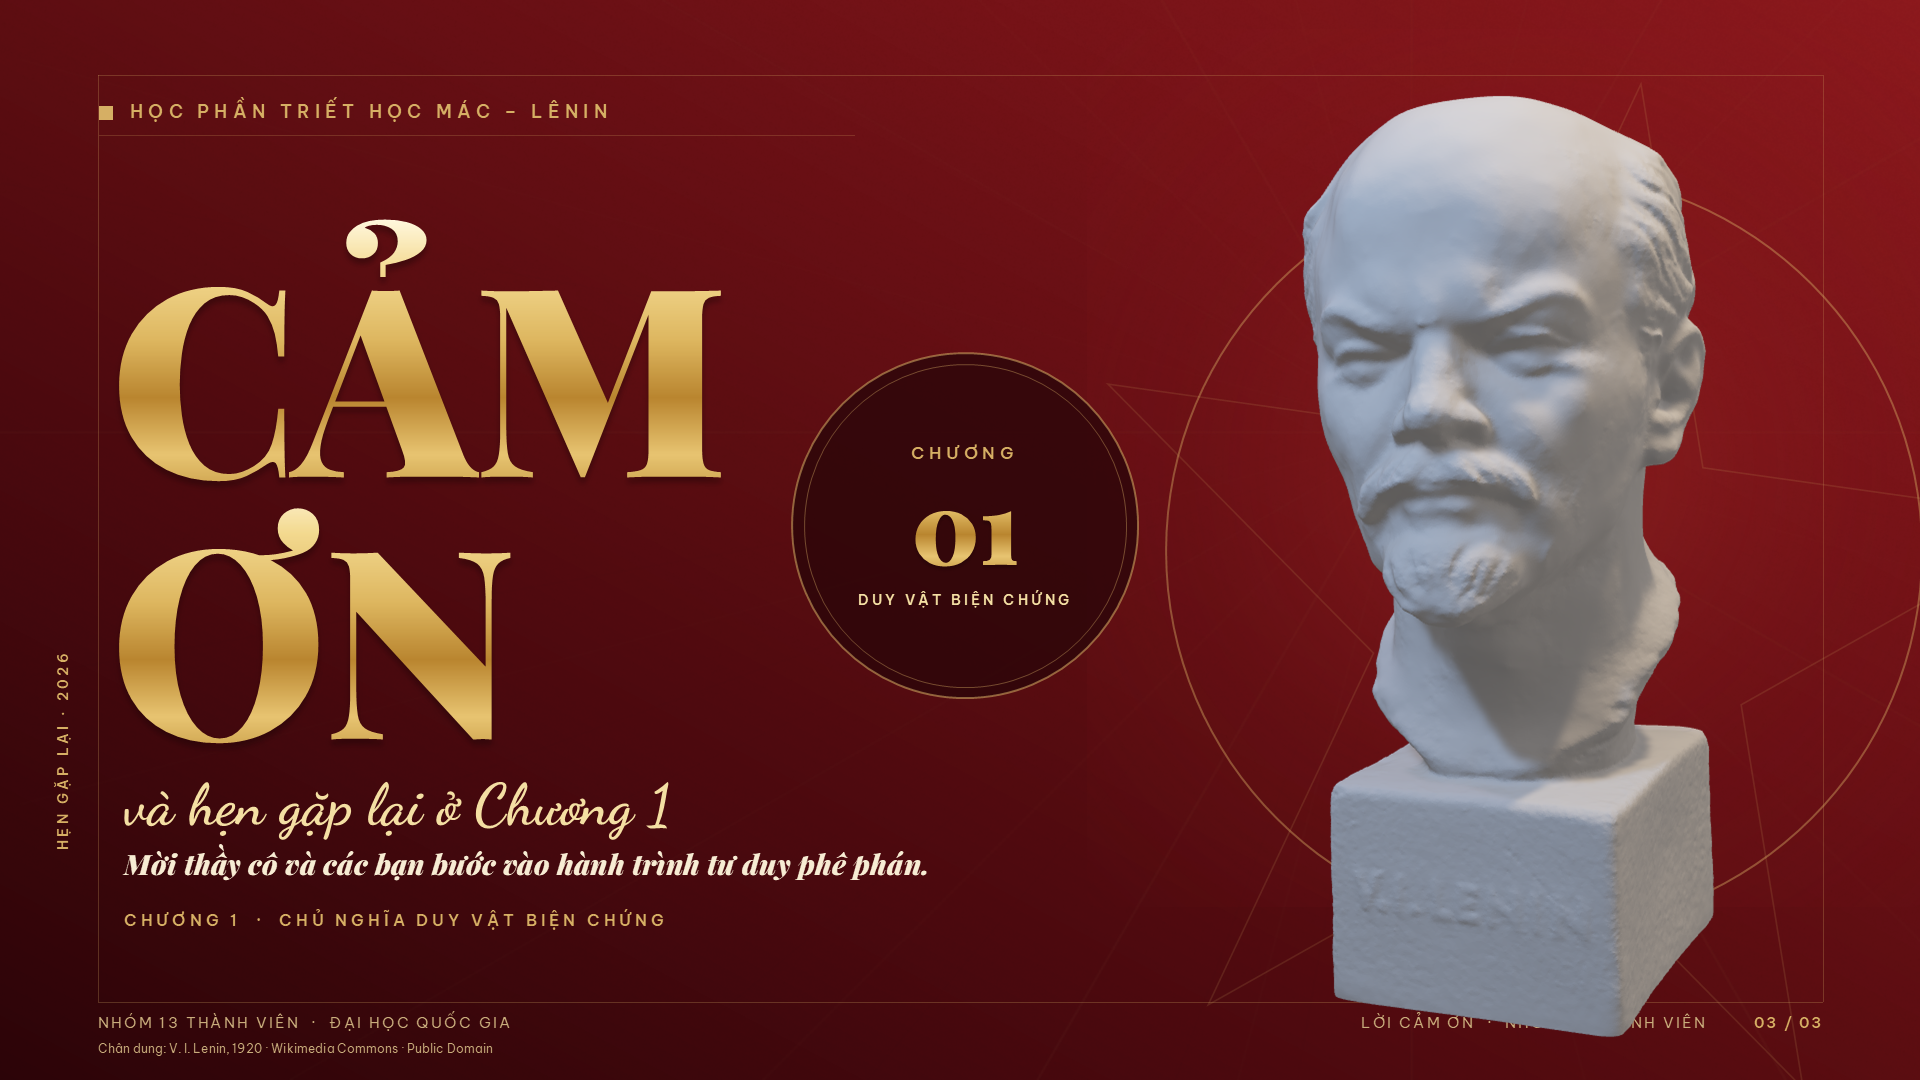 HỌC PHẦN TRIẾT HỌC MÁC – LÊNIN
CẢM
ƠN
và hẹn gặp lại ở Chương 1
Mời thầy cô và các bạn bước vào hành trình tư duy phê phán.
CHƯƠNG 1 · CHỦ NGHĨA DUY VẬT BIỆN CHỨNG
CHƯƠNG
01
DUY VẬT BIỆN CHỨNG
HẸN GẶP LẠI · 2026
NHÓM 13 THÀNH VIÊN · ĐẠI HỌC QUỐC GIA
Chân dung: V. I. Lenin, 1920 · Wikimedia Commons · Public Domain
LỜI CẢM ƠN · VIÊN 03 / 03